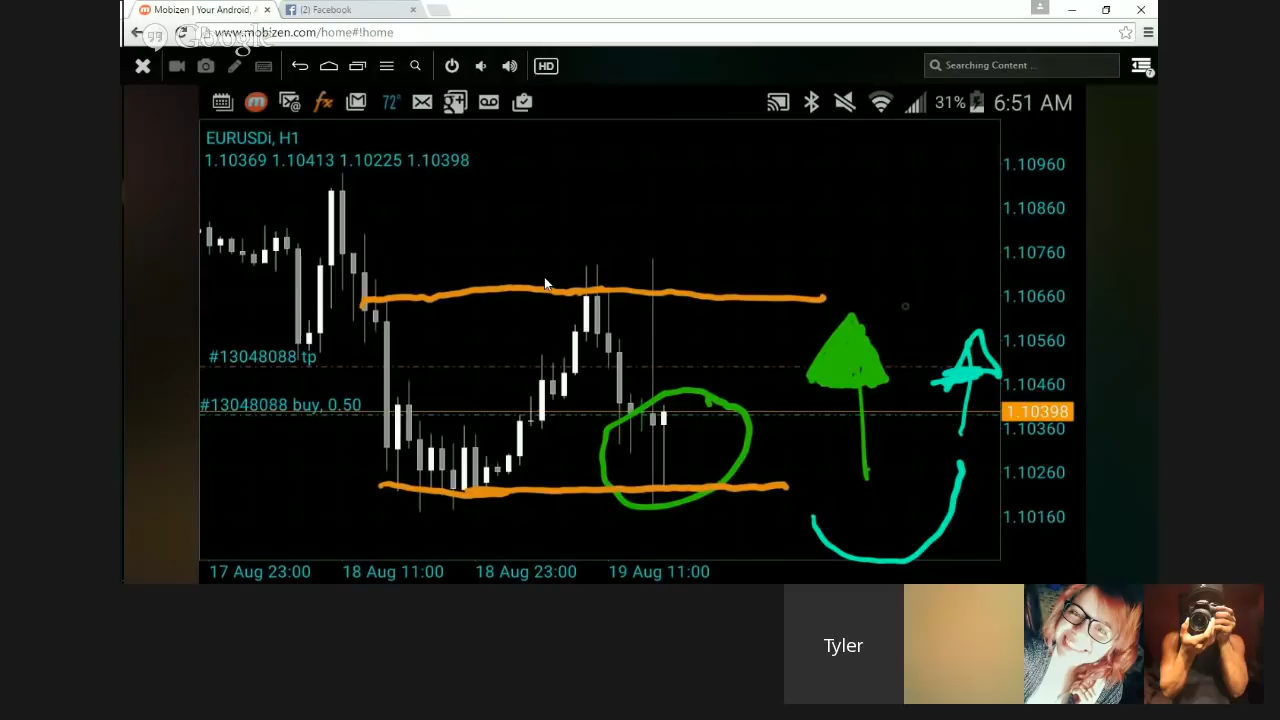 Mobizen | Your Android, A
(2) Facebook
Google
www.mobizen.com/home#!home
HD
Searching Content ...
72°
31% 6:51 AM
EURUSDi, H1
1.10369 1.10413 1.10225 1.10398
1.10960
1.10860
1.10760
1.10660
1.10560
#13048088 tp
1.10460
#13048088 buy, 0.50
1.10398
1.10360
1.10260
1.10160
17 Aug 23:00 18 Aug 11:00 18 Aug 23:00 19 Aug 11:00
Tyler